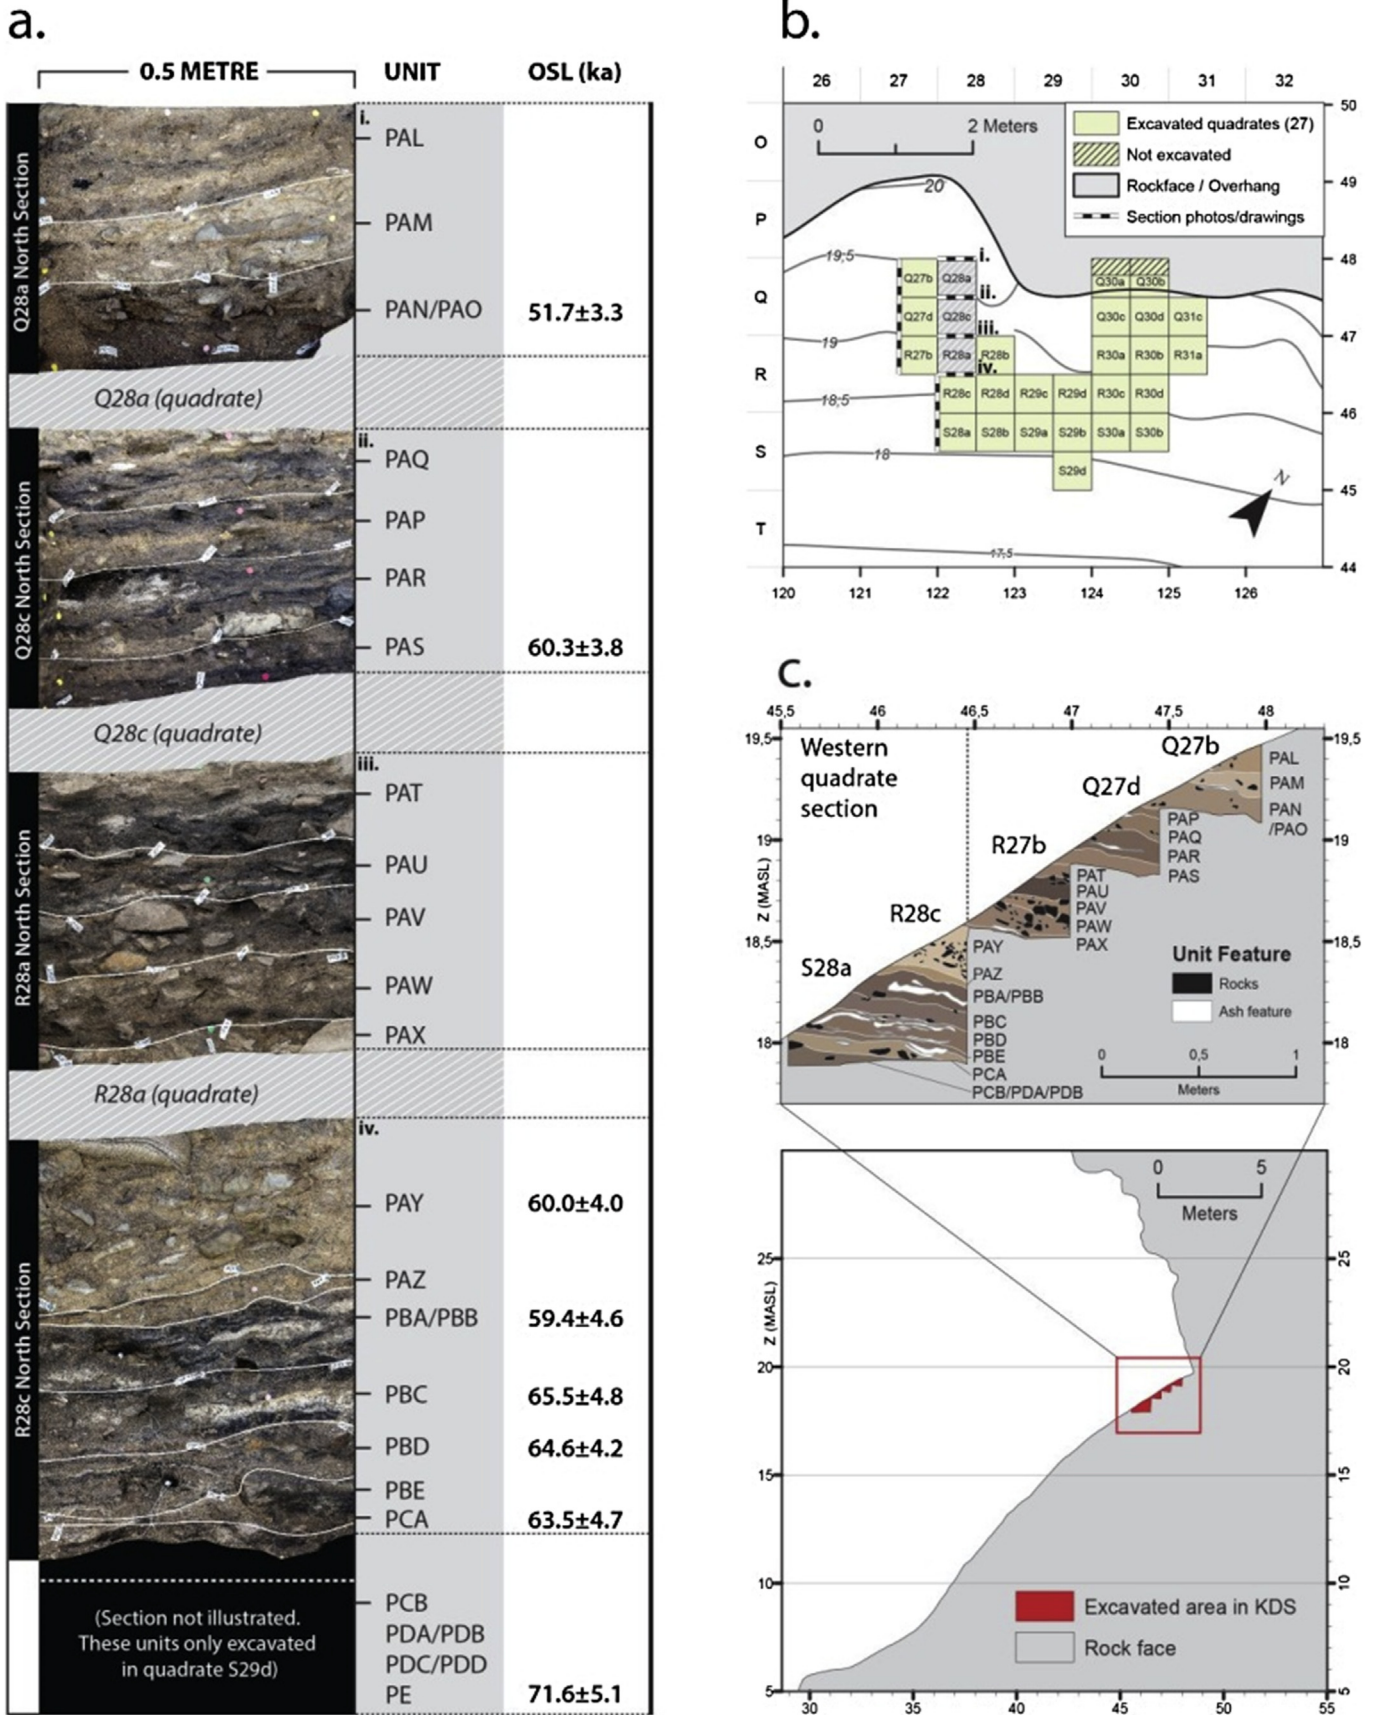 a.
0.5 METRE
UNIT
OSL (ka)
Q28a North Section
i.
PAL
PAM
PAN/PAO
51.7±3.3
Q28a (quadrate)
Q28c North Section
ii.
PAQ
PAP
PAR
PAS
60.3±3.8
Q28c (quadrate)
R28a North Section
iii.
PAT
PAU
PAV
PAW
PAX
R28a (quadrate)
R28c North Section
iv.
PAY
60.0±4.0
PAZ
PBA/PBB
59.4±4.6
PBC
65.5±4.8
PBD
64.6±4.2
PBE
PCA
63.5±4.7
(Section not illustrated.
These units only excavated
in quadrate S29d)
PCB
PDA/PDB
PDC/PDD
PE
71.6±5.1
b.
26 27 28 29 30 31 32
O
P
Q
R
S
T
50
49
48
47
46
45
44
120 121 122 123 124 125 126
0 2 Meters
Excavated quadrates (27)
Not excavated
Rockface / Overhang
Section photos/drawings
20
19,5
19
18,5
18
17,5
i.
ii.
iii.
iv.
Q27b Q28a Q30a Q30b
Q27d Q28c Q30c Q30d Q31c
R27b R28a R28b R30a R30b R31a
R28c R28d R29c R29d R30c R30d
S28a S28b S29a S29b S30a S30b
S29d
N
c.
45,5 46 46,5 47 47,5 48
19,5
19
18,5
18
Z (MASL)
19,5
19
18,5
18
Western
quadrate
section
Q27b
Q27d
R27b
R28c
S28a
PAL
PAM
PAN
/PAO
PAP
PAQ
PAR
PAS
PAT
PAU
PAV
PAW
PAX
PAY
PAZ
PBA/PBB
PBC
PBD
PBE
PCA
PCB/PDA/PDB
Unit Feature
Rocks
Ash feature
0 0,5 1
Meters
0 5
Meters
25
20
15
10
5
Z (MASL)
25
20
15
10
5
Excavated area in KDS
Rock face
30 35 40 45 50 55